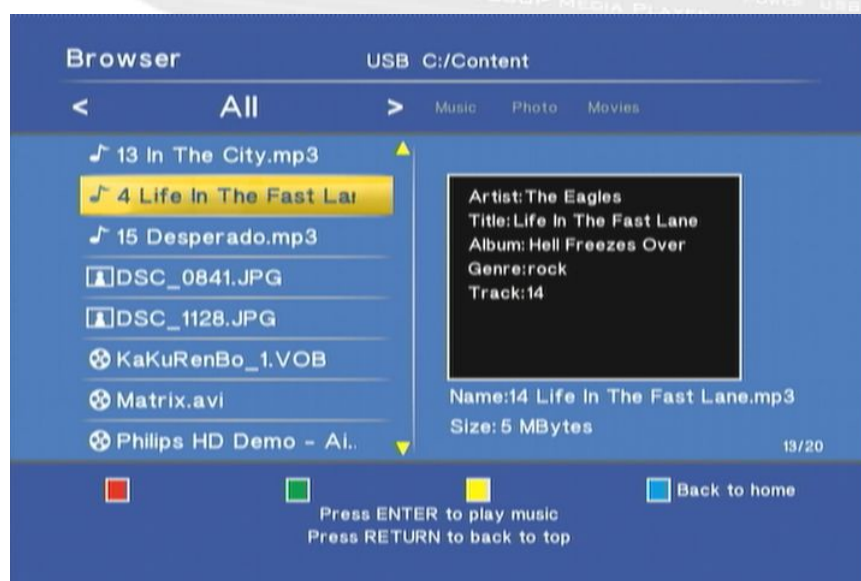 Browser USB C:/Content
< All > Music Photo Movies
13 In The City.mp3
4 Life In The Fast Lar
15 Desperado.mp3
DSC_0841.JPG
DSC_1128.JPG
KaKuRenBo_1.VOB
Matrix.avi
Philips HD Demo - Ai..
Artist:The Eagles
Title:Life In The Fast Lane
Album:Hell Freezes Over
Genre:rock
Track:14
Name:14 Life In The Fast Lane.mp3
Size:5 MBytes
13/20
Back to home
Press ENTER to play music
Press RETURN to back to top